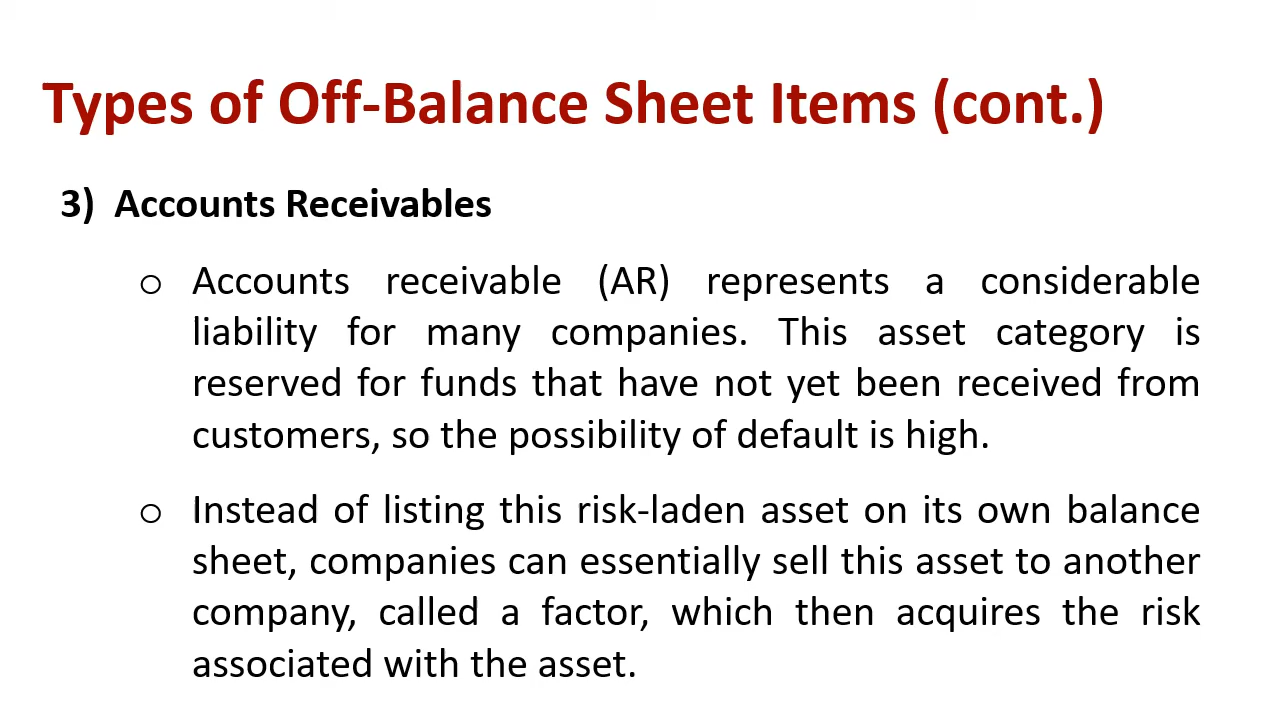 Types of Off-Balance Sheet Items (cont.)
3) Accounts Receivables
o Accounts receivable (AR) represents a considerable
liability for many companies. This asset category is
reserved for funds that have not yet been received from
customers, so the possibility of default is high.
o Instead of listing this risk-laden asset on its own balance
sheet, companies can essentially sell this asset to another
company, called a factor, which then acquires the risk
associated with the asset.